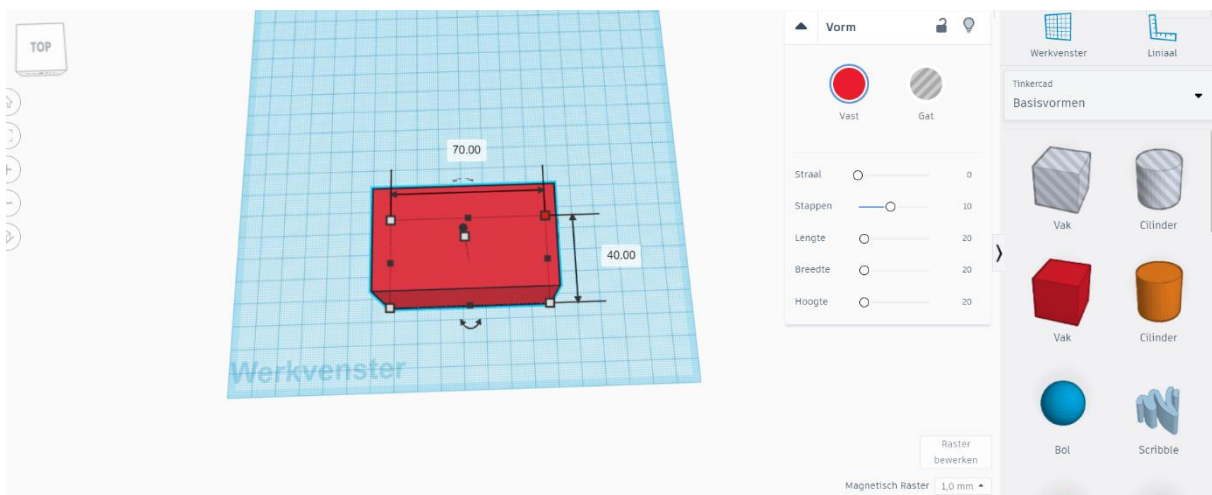 TOP
70.00
40.00
Werkvenster
Vorm
Vast
Gat
Straal 0
Stappen 10
Lengte 20
Breedte 20
Hoogte 20
Raster
bewerken
Magnetisch Raster 1,0 mm
Werkvenster
Liniaal
Tinkercad
Basisvormen
Vak
Cilinder
Vak
Cilinder
Bol
Scribble